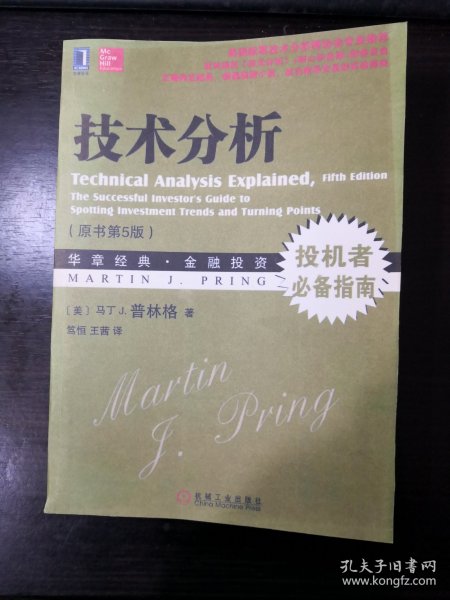 Mc
Graw
Hill
Education
技术分析
Technical Analysis Explained, Fifth Edition
The Successful Investor's Guide to
Spotting Investment Trends and Turning Points
(原书第5版)
华章经典·金融投资
MARTIN J. PRING
投机者
必备指南
〔美〕马丁 J. 普林格 著
笃恒 王茜 译
Martin
J. Pring
机械工业出版社
China Machine Press
孔夫子旧书网
www.kongfz.com